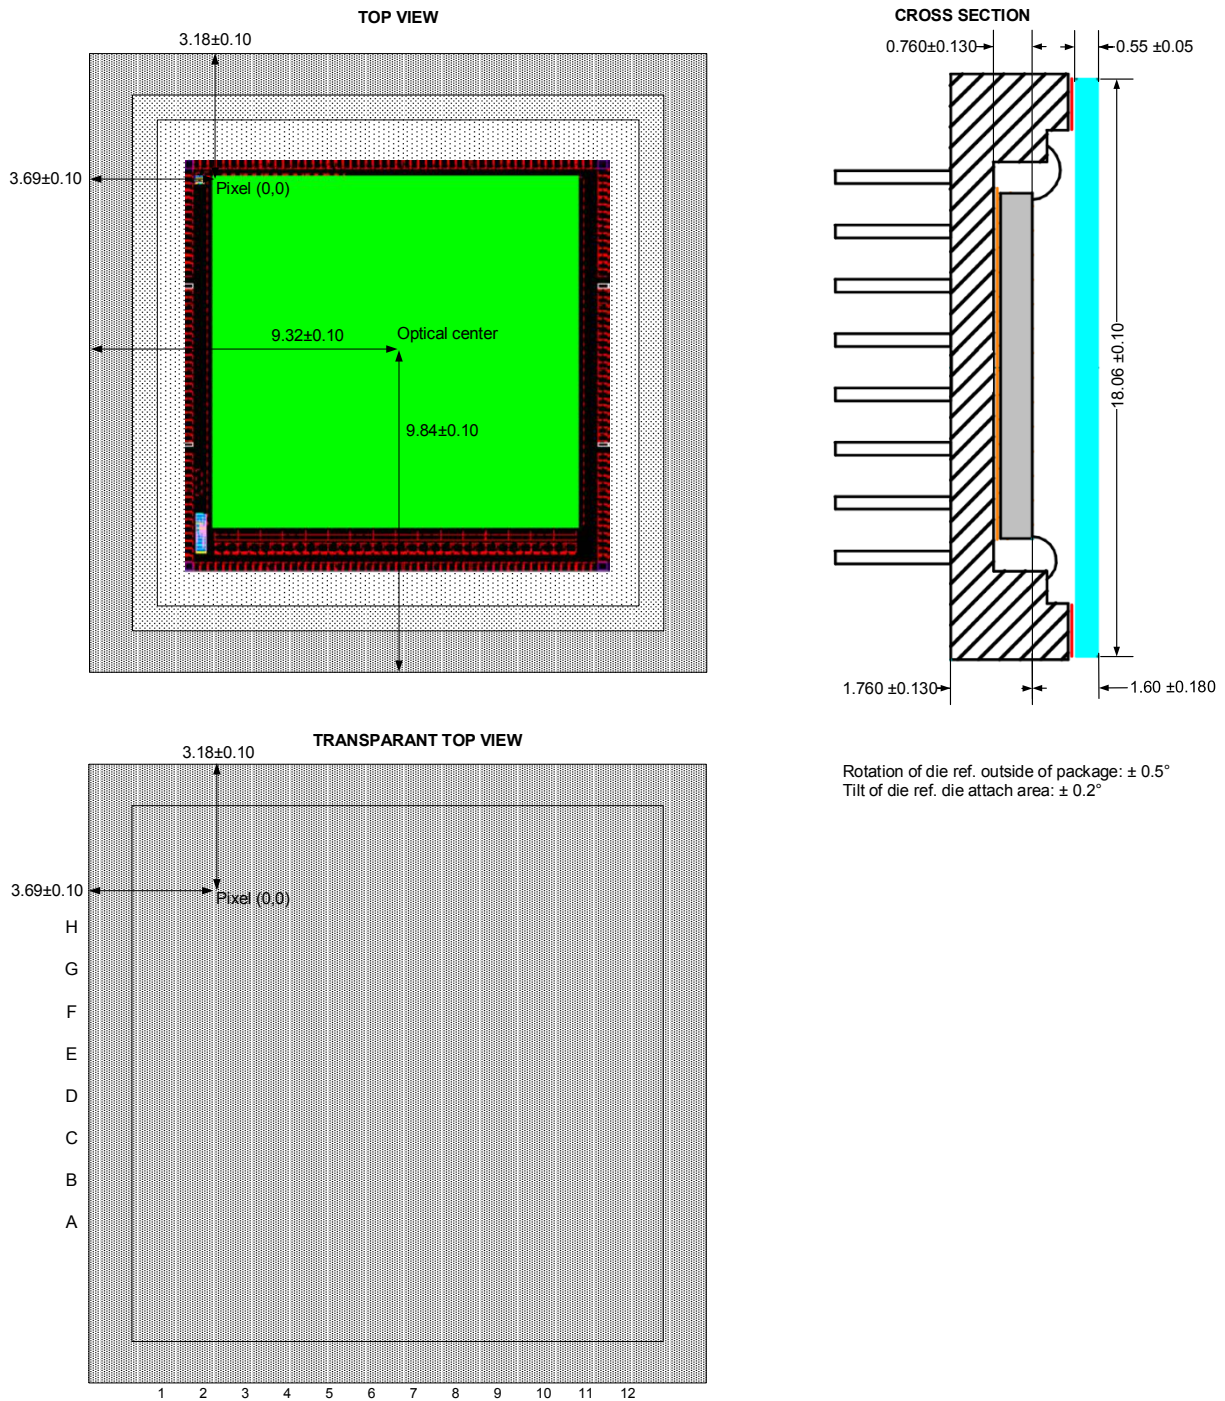 TOP VIEW
CROSS SECTION
3.18±0.10
0.760±0.130
0.55 ±0.05
3.69±0.10
Pixel (0,0)
9.32±0.10
Optical center
9.84±0.10
18.06 ±0.10
1.760 ±0.130
1.60 ±0.180
TRANSPARANT TOP VIEW
3.18±0.10
Rotation of die ref. outside of package: ± 0.5°
Tilt of die ref. die attach area: ± 0.2°
3.69±0.10
Pixel (0,0)
H
G
F
E
D
C
B
A
1 2 3 4 5 6 7 8 9 10 11 12